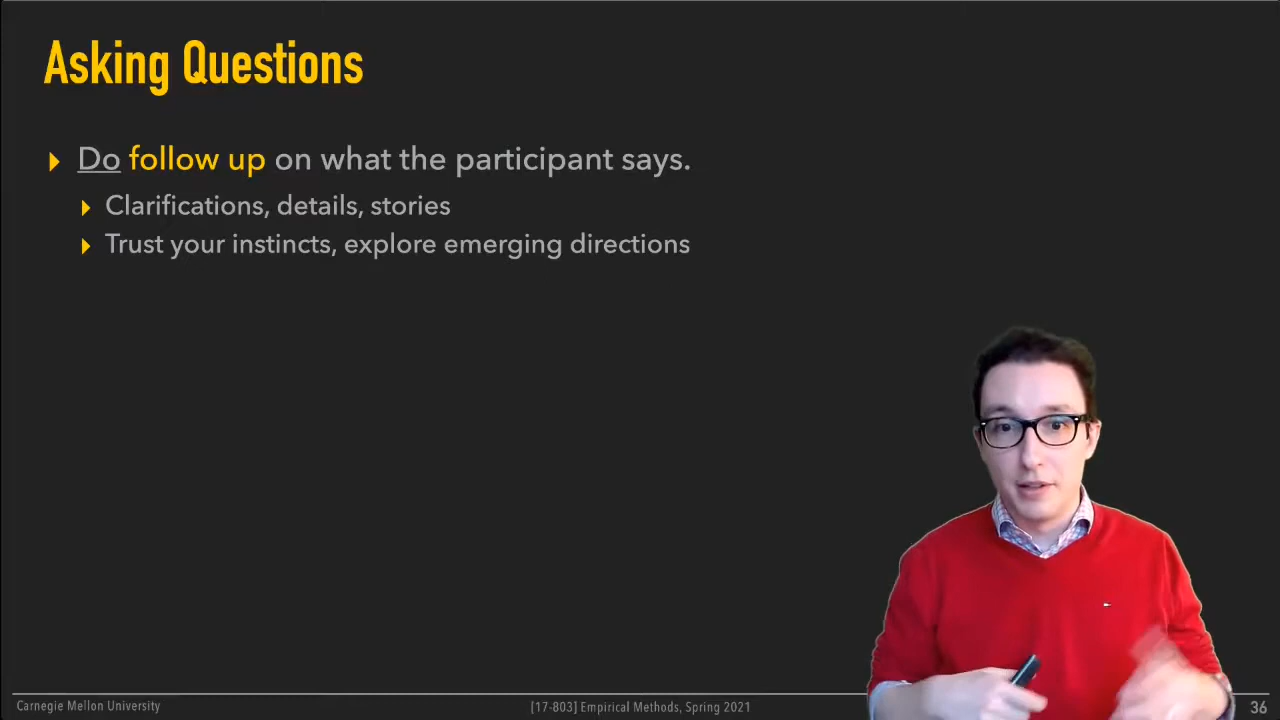 Asking Questions
Do follow up on what the participant says.
Clarifications, details, stories
Trust your instincts, explore emerging directions
Carnegie Mellon University
[17-803] Empirical Methods, Spring 2021
36